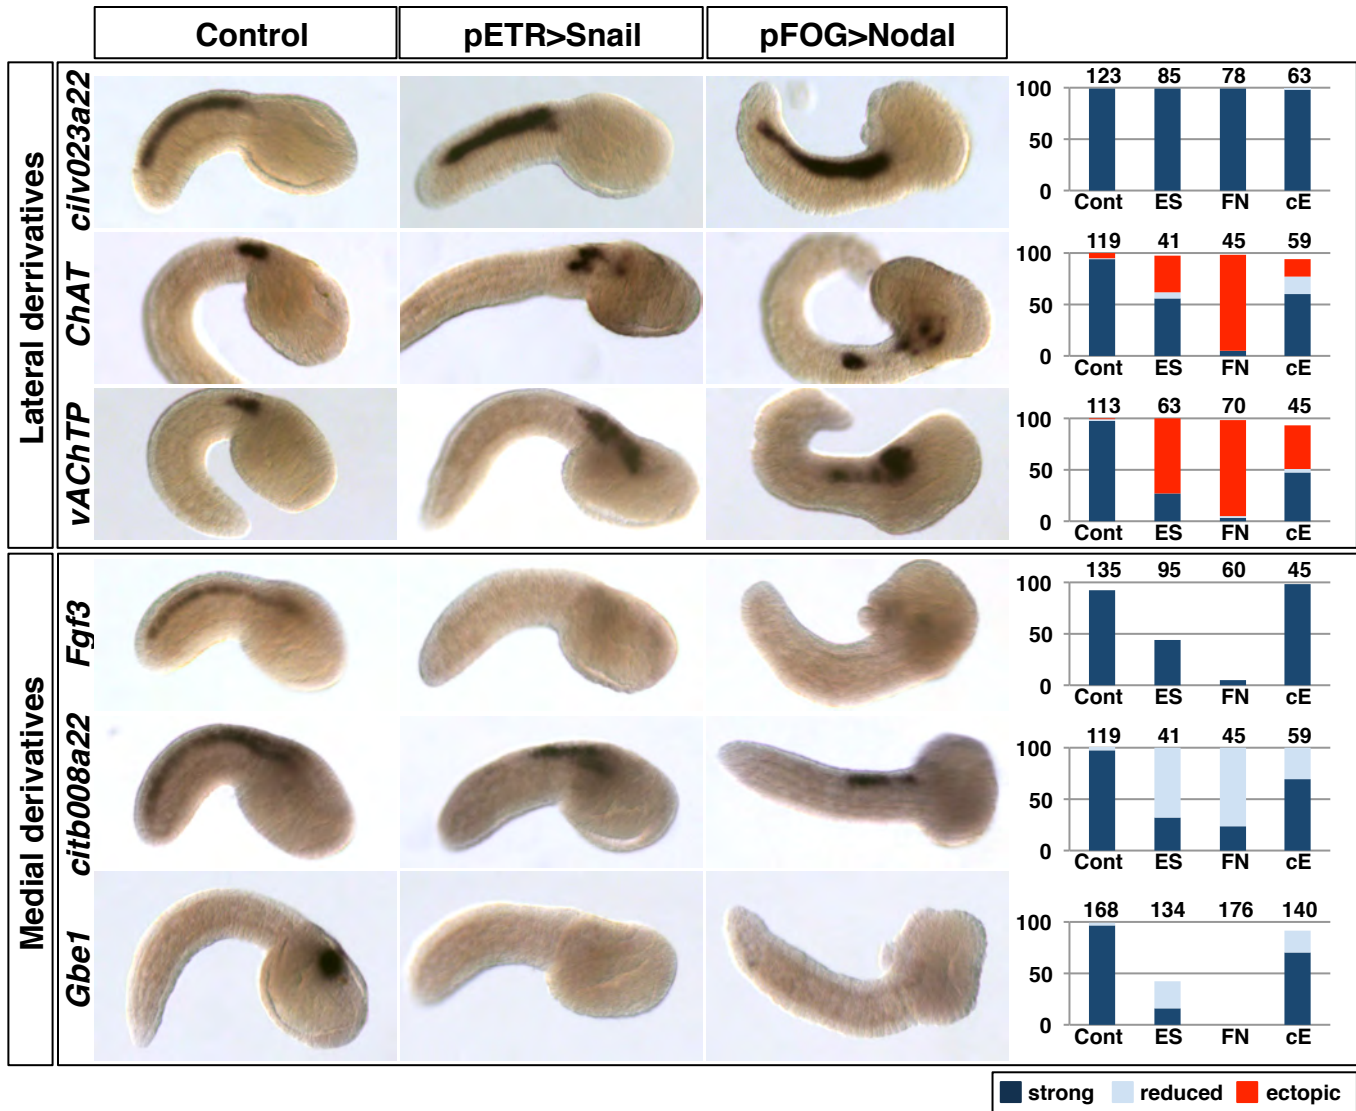 Control
pETR>Snail
pFOG>Nodal
Lateral derrivatives
cilv023a22
123 85 78 63
100
50
0
Cont ES FN cE
ChAT
119 41 45 59
100
50
0
Cont ES FN cE
vAChTP
113 63 70 45
100
50
0
Cont ES FN cE
Medial derivatives
Fgf3
135 95 60 45
100
50
0
Cont ES FN cE
citb008a22
119 41 45 59
100
50
0
Cont ES FN cE
Gbe1
168 134 176 140
100
50
0
Cont ES FN cE
strong reduced ectopic